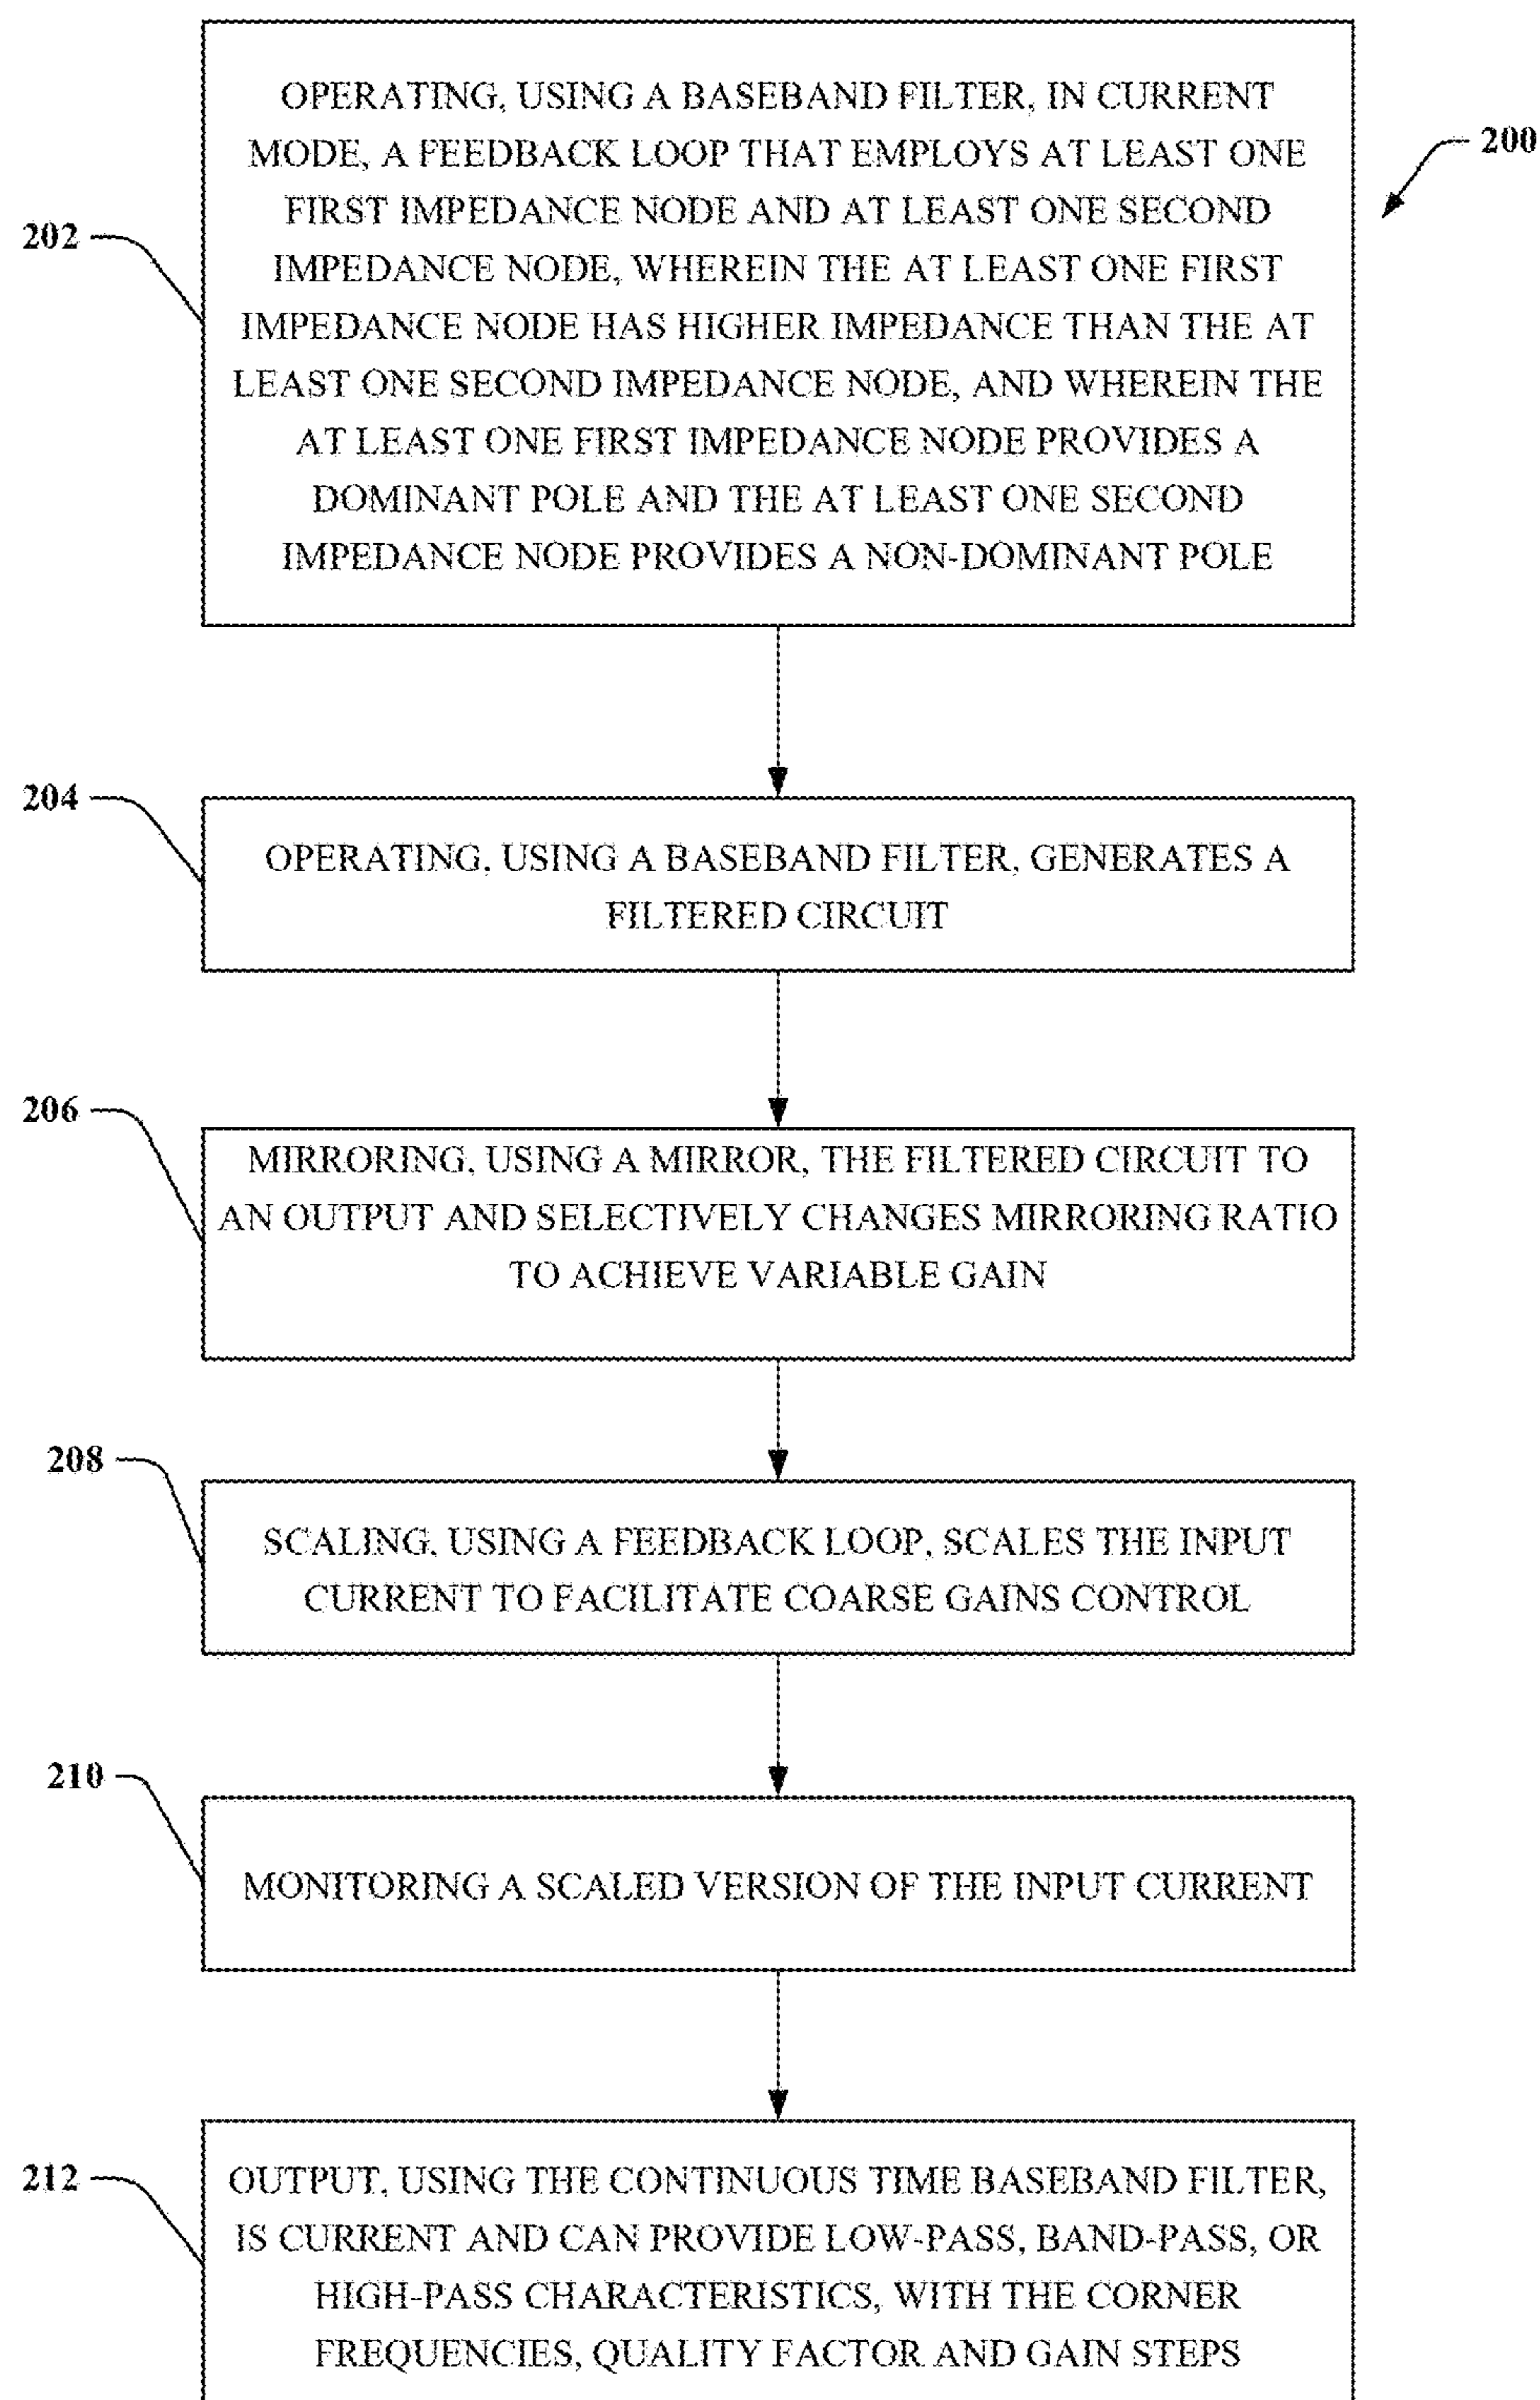 200
202
OPERATING, USING A BASEBAND FILTER, IN CURRENT
MODE, A FEEDBACK LOOP THAT EMPLOYS AT LEAST ONE
FIRST IMPEDANCE NODE AND AT LEAST ONE SECOND
IMPEDANCE NODE, WHEREIN THE AT LEAST ONE FIRST
IMPEDANCE NODE HAS HIGHER IMPEDANCE THAN THE AT
LEAST ONE SECOND IMPEDANCE NODE, AND WHEREIN THE
AT LEAST ONE FIRST IMPEDANCE NODE PROVIDES A
DOMINANT POLE AND THE AT LEAST ONE SECOND
IMPEDANCE NODE PROVIDES A NON-DOMINANT POLE
204
OPERATING, USING A BASEBAND FILTER, GENERATES A
FILTERED CIRCUIT
206
MIRRORING, USING A MIRROR, THE FILTERED CIRCUIT TO
AN OUTPUT AND SELECTIVELY CHANGES MIRRORING RATIO
TO ACHIEVE VARIABLE GAIN
208
SCALING, USING A FEEDBACK LOOP, SCALES THE INPUT
CURRENT TO FACILITATE COARSE GAINS CONTROL
210
MONITORING A SCALED VERSION OF THE INPUT CURRENT
212
OUTPUT, USING THE CONTINUOUS TIME BASEBAND FILTER,
IS CURRENT AND CAN PROVIDE LOW-PASS, BAND-PASS, OR
HIGH-PASS CHARACTERISTICS, WITH THE CORNER
FREQUENCIES, QUALITY FACTOR AND GAIN STEPS